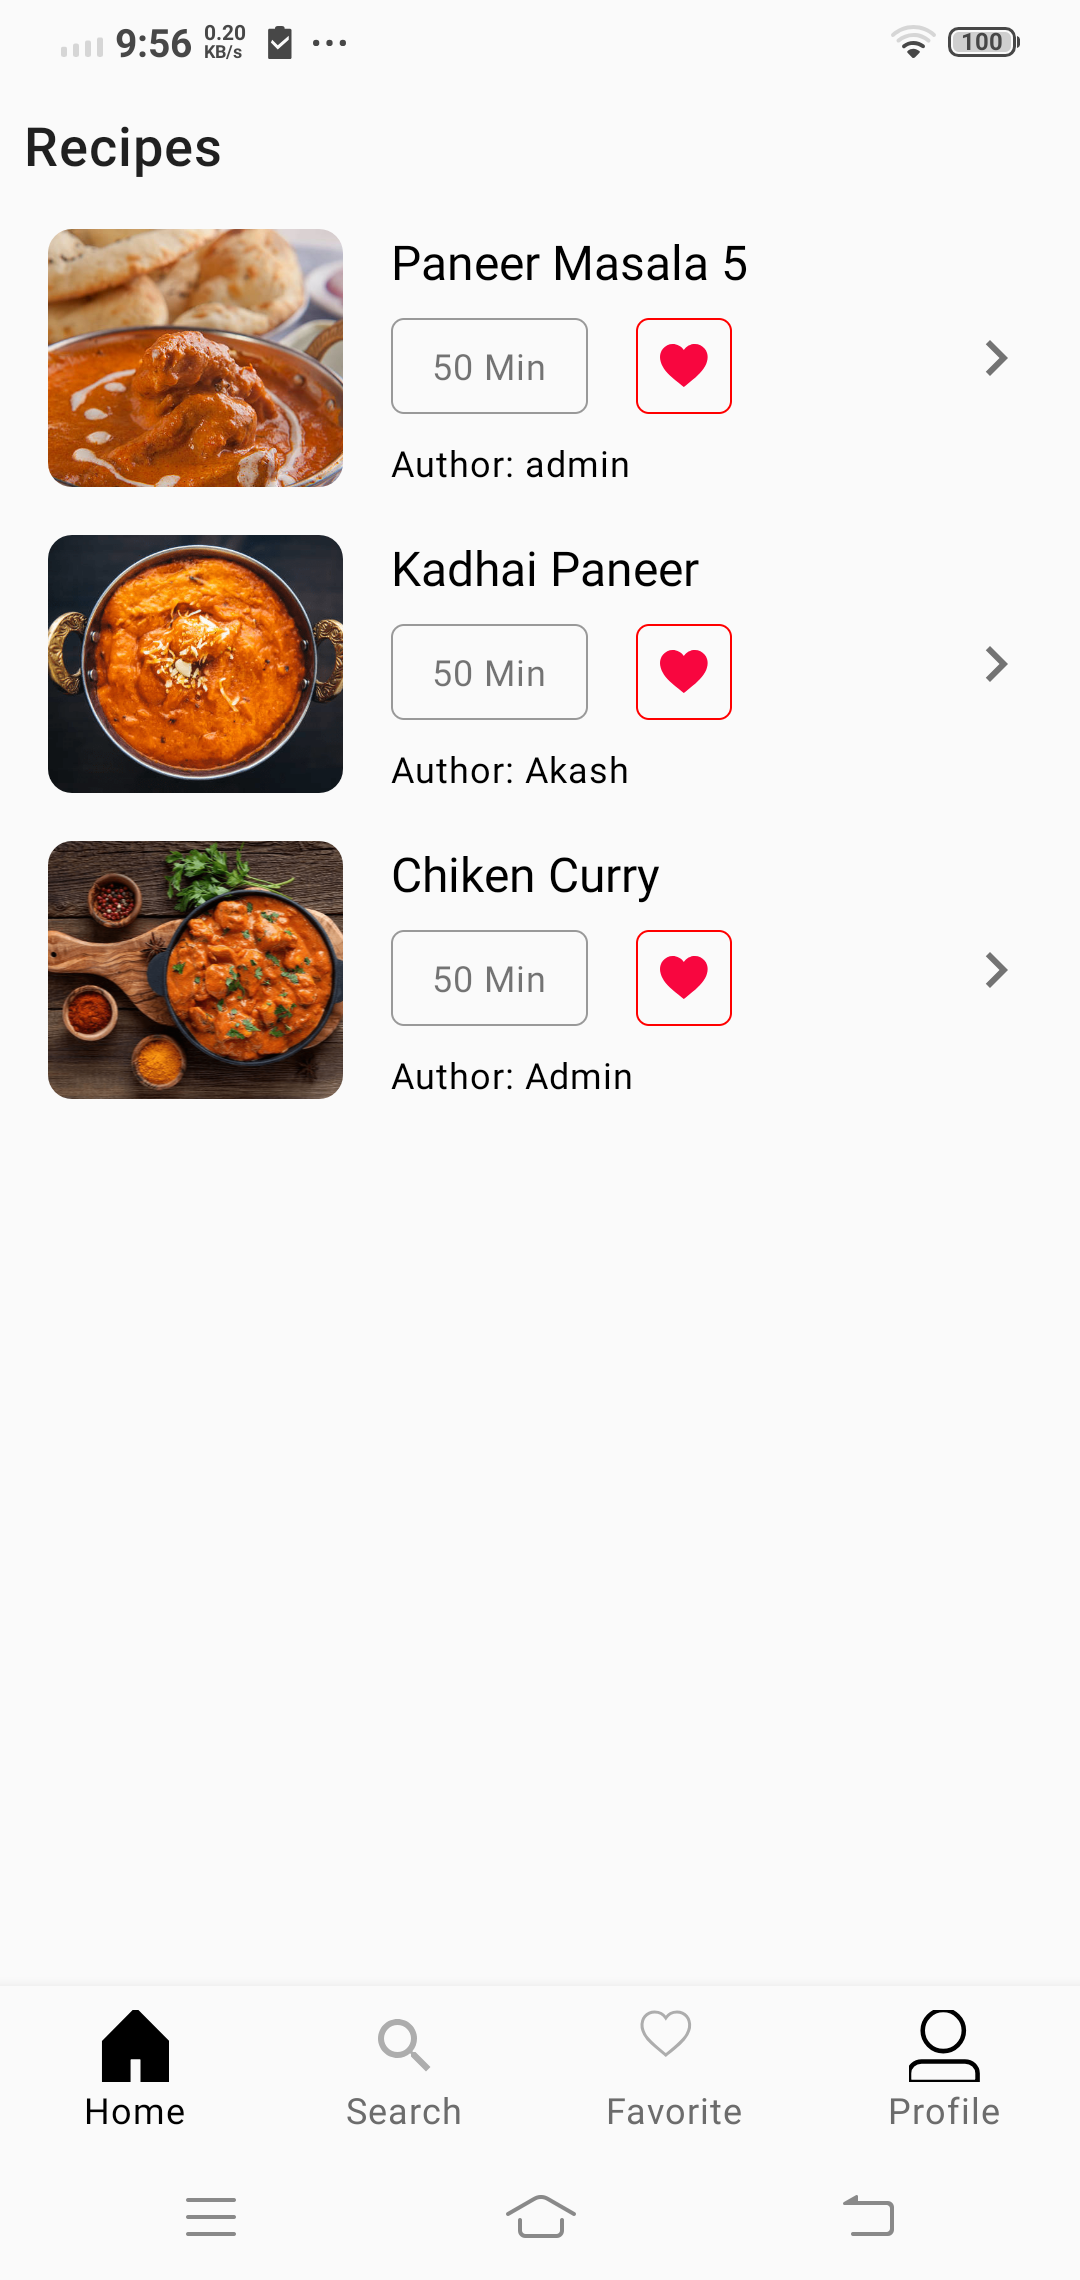 9:56 0.20 KB/s 100
Recipes
Paneer Masala 5
50 Min
Author: admin
Kadhai Paneer
50 Min
Author: Akash
Chiken Curry
50 Min
Author: Admin
Home Search Favorite Profile